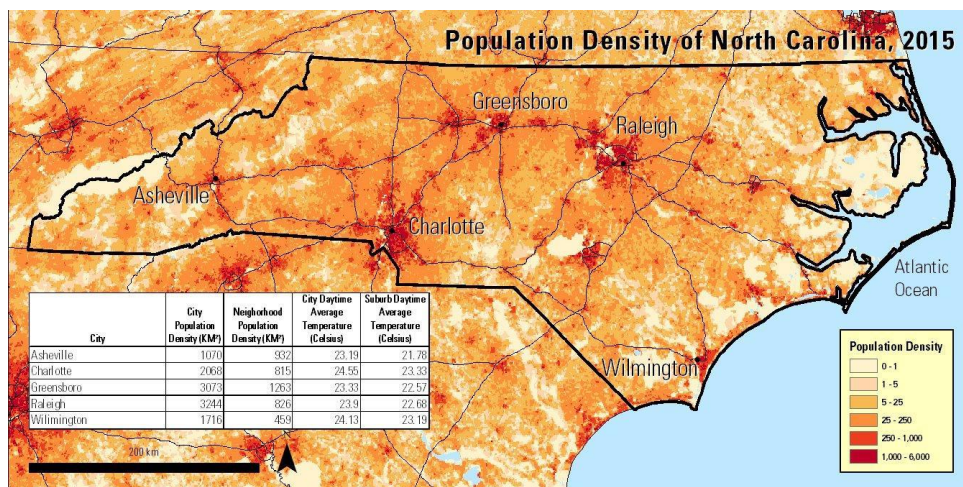 Population Density of North Carolina, 2015
Greensboro
Raleigh
Asheville
Charlotte
Atlantic
Ocean
Wilmington
City
City
Population
Density (KM²)
Neighorhood
Population
Density (KM²)
City Daytime
Average
Temperature
(Celsius)
Suburb Daytime
Average
Temperature
(Celsius)
Asheville 1070 932 23.19 21.78
Charlotte 2068 815 24.55 23.33
Greensboro 3073 1263 23.33 22.57
Raleigh 3244 826 23.9 22.68
Wilimington 1716 459 24.13 23.19
200 km
Population Density
0 - 1
1 - 5
5 - 25
25 - 250
250 - 1,000
1,000 - 6,000